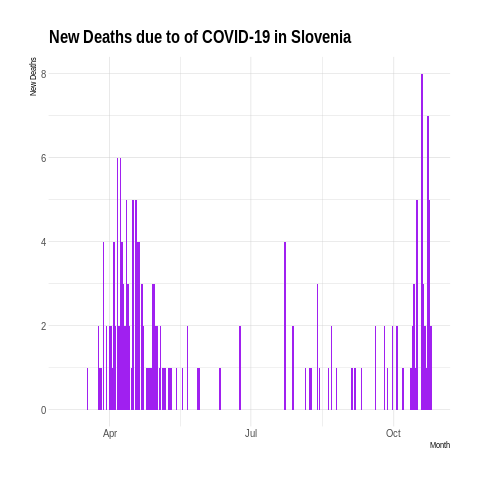 New Deaths due to of COVID-19 in Slovenia
New Deaths
8
6
4
2
0
Apr
Jul
Oct
Month